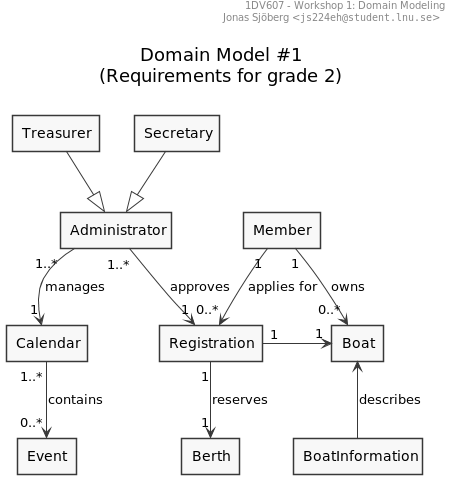 1DV607 - Workshop 1: Domain Modeling
Jonas Sjöberg <js224eh@student.lnu.se>
Domain Model #1
(Requirements for grade 2)
Treasurer
Secretary
Administrator
Member
1..*
1..*
1
1
manages
approves
applies for
owns
1
1
0..*
0..*
Calendar
Registration
1
1
Boat
1..*
1
contains
reserves
describes
0..*
1
Event
Berth
BoatInformation